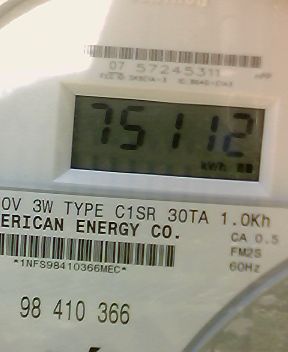 07 57245311
75112
kWh
0V 3W TYPE C1SR 30TA 1.0Kh
ERICAN ENERGY CO.
CA 0.5
FM2S
60Hz
*1NFS98410366MEC*
98 410 366